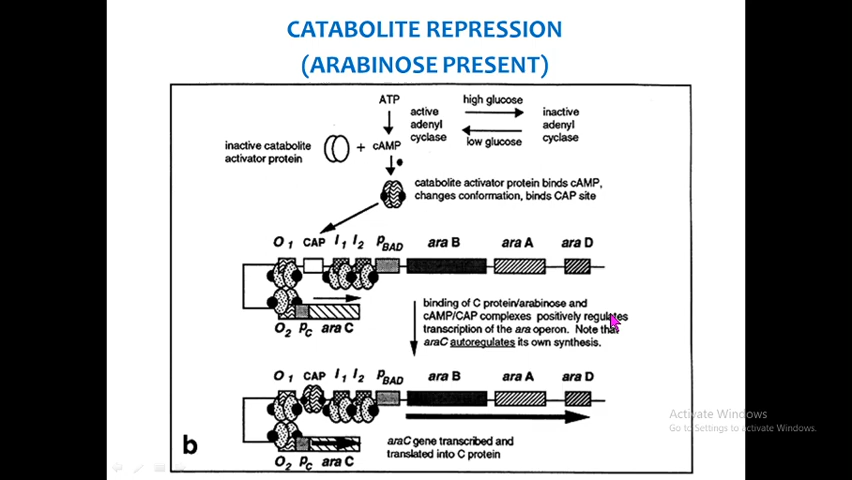 CATABOLITE REPRESSION
(ARABINOSE PRESENT)
ATP
high glucose
active
adenyl
cyclase
inactive
adenyl
cyclase
low glucose
inactive catabolite
activator protein
+ cAMP
catabolite activator protein binds cAMP,
changes conformation, binds CAP site
O1 CAP I1 I2 PBAD ara B ara A ara D
binding of C protein/arabinose and
cAMP/CAP complexes positively regulates
transcription of the ara operon. Note that
araC autoregulates its own synthesis.
O2 pC ara C
O1 CAP I1 I2 PBAD ara B ara A ara D
Activate Windows
Go to Settings to activate Windows.
b
araC gene transcribed and
translated into C protein
O2 pC ara C